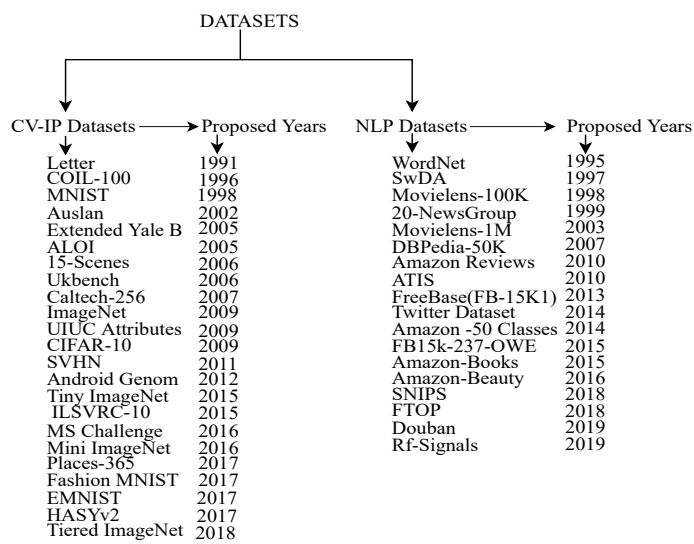 DATASETS
CV-IP Datasets Proposed Years NLP Datasets Proposed Years
Letter 1991
COIL-100 1996
MNIST 1998
Auslan 2002
Extended Yale B 2005
ALOI 2005
15-Scenes 2006
Ukbench 2006
Caltech-256 2007
ImageNet 2009
UIUC Attributes 2009
CIFAR-10 2009
SVHN 2011
Android Genom 2012
Tiny ImageNet 2015
ILSVRC-10 2015
MS Challenge 2016
Mini ImageNet 2016
Places-365 2017
Fashion MNIST 2017
EMNIST 2017
HASYv2 2017
Tiered ImageNet 2018
WordNet 1995
SwDA 1997
Movielens-100K 1998
20-NewsGroup 1999
Movielens-1M 2003
DBPedia-50K 2007
Amazon Reviews 2010
ATIS 2010
FreeBase(FB-15K1) 2013
Twitter Dataset 2014
Amazon -50 Classes 2014
FB15k-237-OWE 2015
Amazon-Books 2015
Amazon-Beauty 2016
SNIPS 2018
FTOP 2018
Douban 2019
Rf-Signals 2019